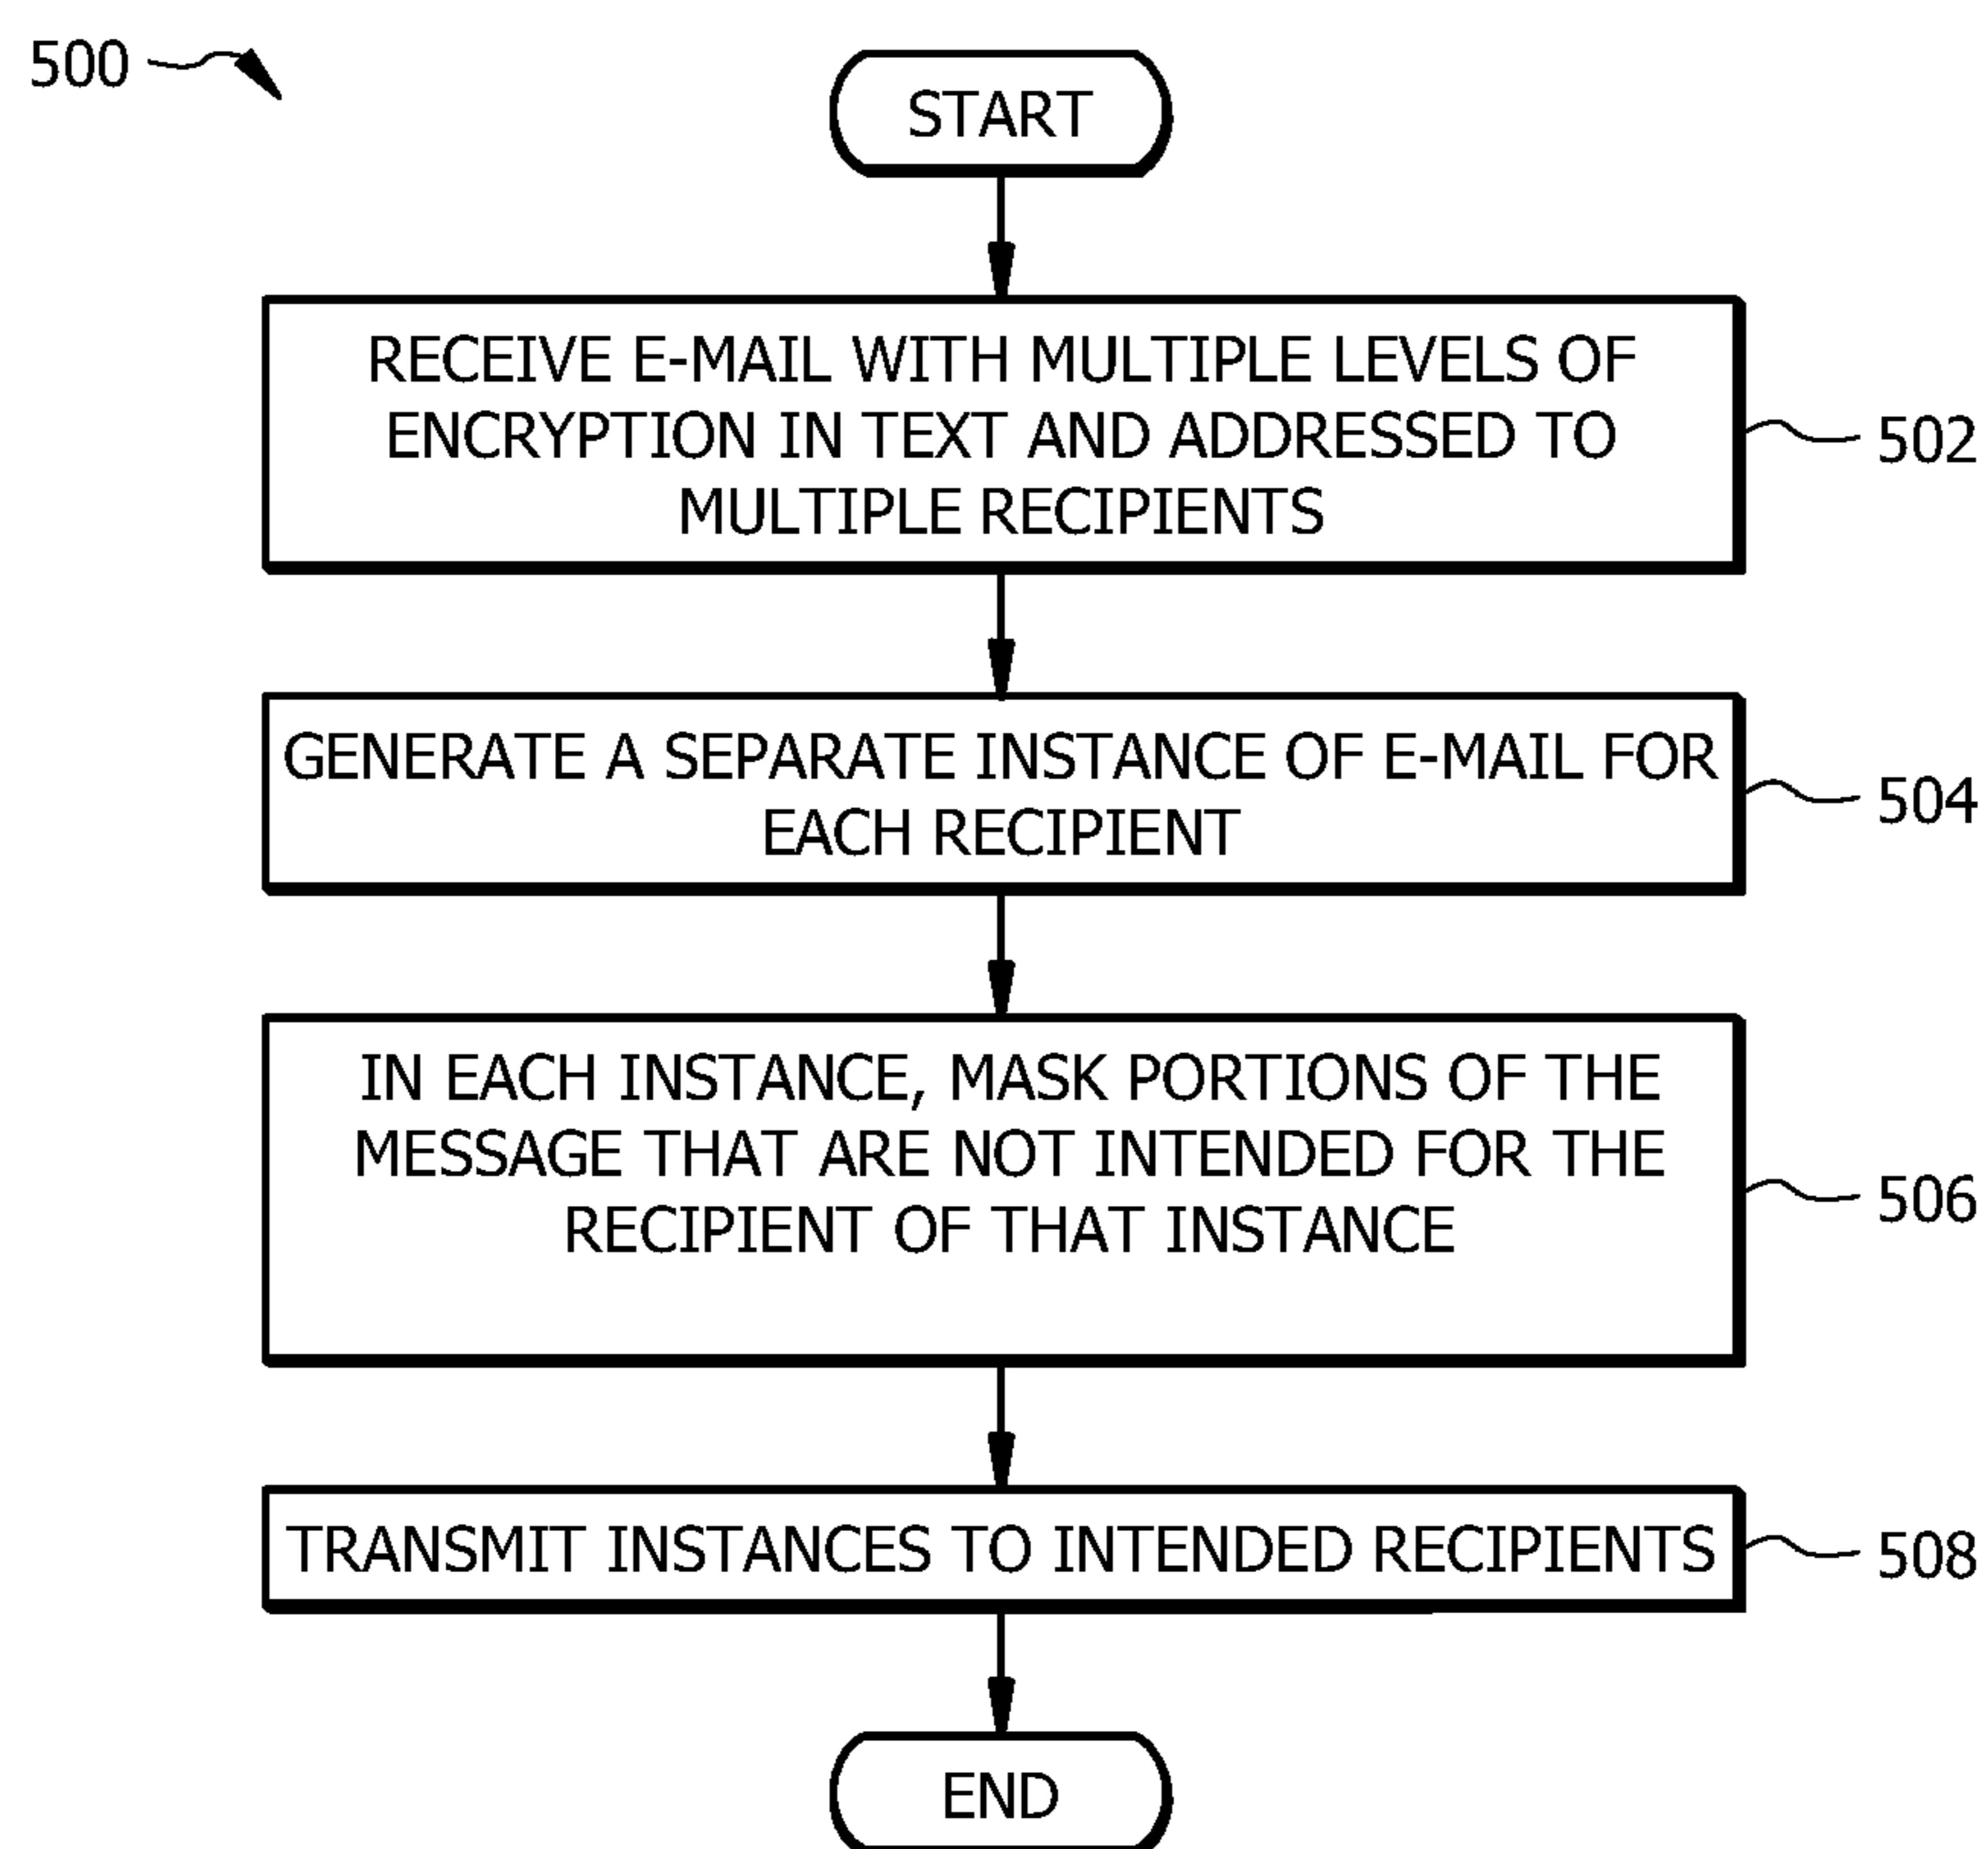 500
START
RECEIVE E-MAIL WITH MULTIPLE LEVELS OF
ENCRYPTION IN TEXT AND ADDRESSED TO
MULTIPLE RECIPIENTS
502
GENERATE A SEPARATE INSTANCE OF E-MAIL FOR
EACH RECIPIENT
504
IN EACH INSTANCE, MASK PORTIONS OF THE
MESSAGE THAT ARE NOT INTENDED FOR THE
RECIPIENT OF THAT INSTANCE
506
TRANSMIT INSTANCES TO INTENDED RECIPIENTS
508
END